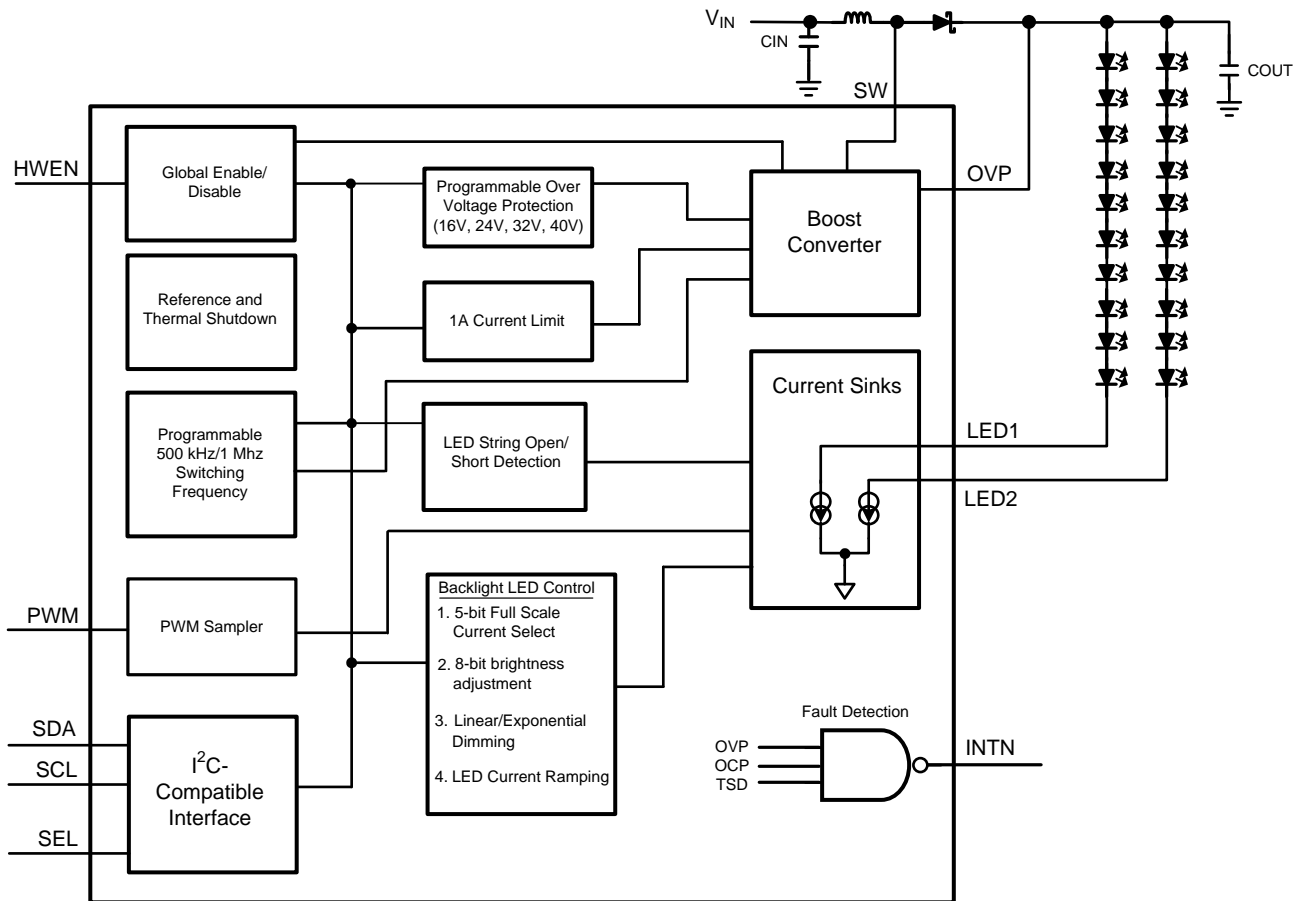 VIN
CIN
COUT
SW
HWEN
Global Enable/
Disable
Programmable Over
Voltage Protection
(16V, 24V, 32V, 40V)
Boost
Converter
OVP
Reference and
Thermal Shutdown
1A Current Limit
Programmable
500 kHz/1 Mhz
Switching
Frequency
LED String Open/
Short Detection
Current Sinks
LED1
LED2
PWM
PWM Sampler
Backlight LED Control
1. 5-bit Full Scale
Current Select
2. 8-bit brightness
adjustment
3. Linear/Exponential
Dimming
4. LED Current Ramping
SDA
SCL
SEL
I²C-
Compatible
Interface
Fault Detection
OVP
OCP
TSD
INTN